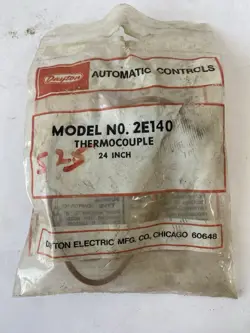 Dayton
AUTOMATIC CONTROLS
MODEL NO. 2E140
THERMOCOUPLE
24 INCH
DAYTON ELECTRIC MFG. CO. CHICAGO 60648